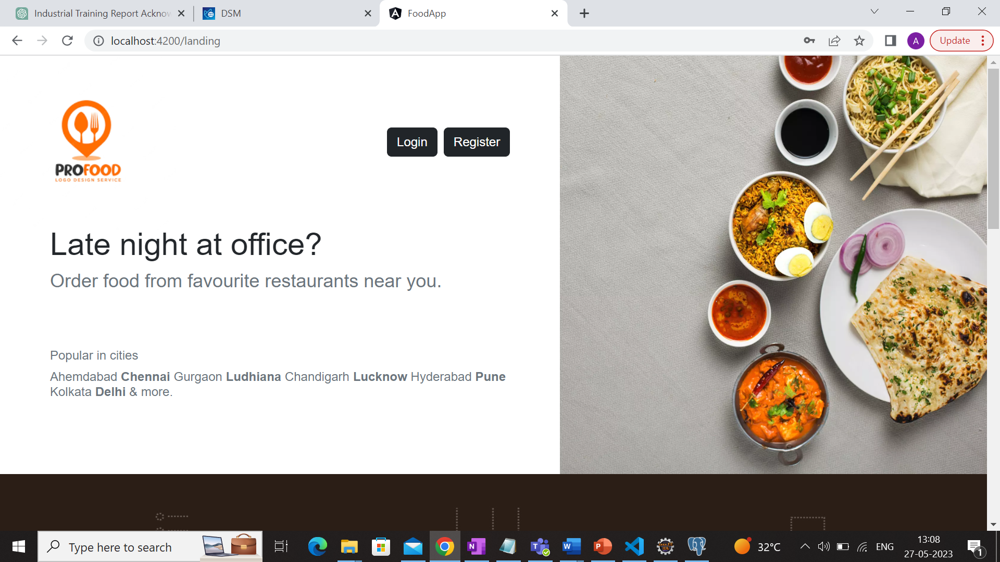 Industrial Training Report Acknow
DSM
FoodApp
localhost:4200/landing
A
Update
PROFOOD
LOGO DESIGN SERVICE
Login
Register
Late night at office?
Order food from favourite restaurants near you.
Popular in cities
Ahemdabad Chennai Gurgaon Ludhiana Chandigarh Lucknow Hyderabad Pune
Kolkata Delhi & more.
Type here to search
32°C
ENG
13:08
27-05-2023
1